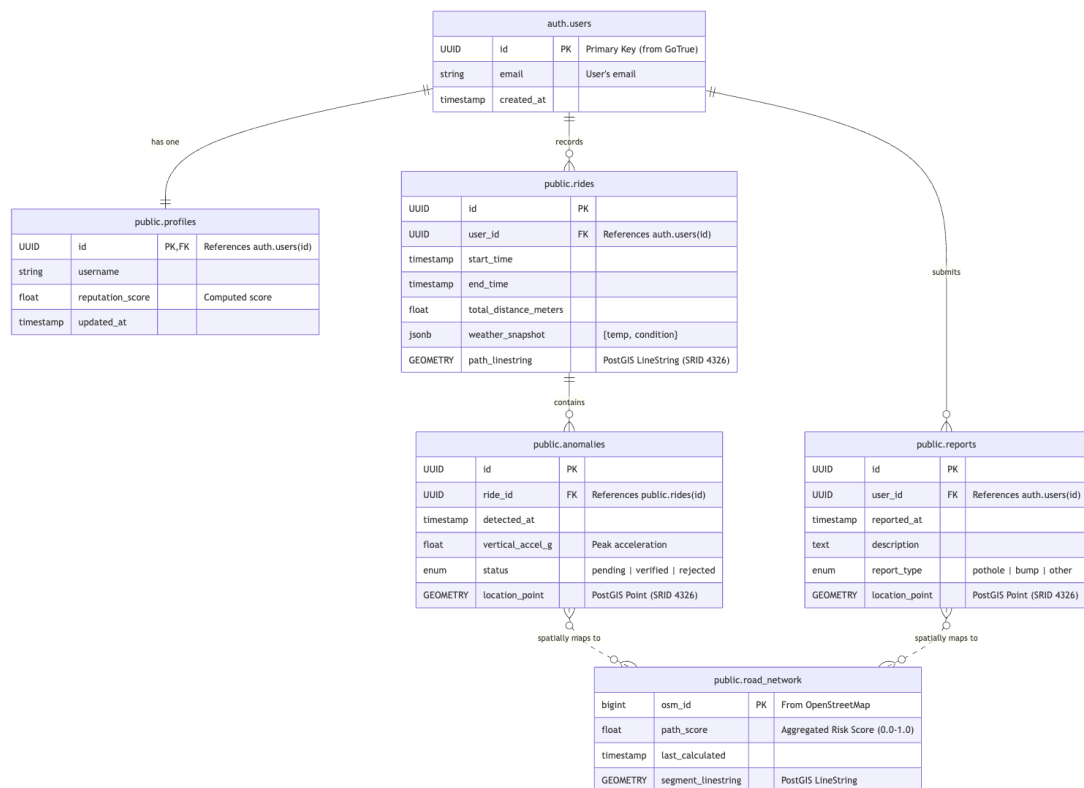 auth.users
UUID id PK Primary Key (from GoTrue)
string email User's email
timestamp created_at
has one
records
submits
public.profiles
UUID id PK,FK References auth.users(id)
string username
float reputation_score Computed score
timestamp updated_at
public.rides
UUID id PK
UUID user_id FK References auth.users(id)
timestamp start_time
timestamp end_time
float total_distance_meters
jsonb weather_snapshot {temp, condition}
GEOMETRY path_linestring PostGIS LineString (SRID 4326)
contains
public.anomalies
UUID id PK
UUID ride_id FK References public.rides(id)
timestamp detected_at
float vertical_accel_g Peak acceleration
enum status pending | verified | rejected
GEOMETRY location_point PostGIS Point (SRID 4326)
public.reports
UUID id PK
UUID user_id FK References auth.users(id)
timestamp reported_at
text description
enum report_type pothole | bump | other
GEOMETRY location_point PostGIS Point (SRID 4326)
spatially maps to
spatially maps to
public.road_network
bigint osm_id PK From OpenStreetMap
float path_score Aggregated Risk Score (0.0-1.0)
timestamp last_calculated
GEOMETRY segment_linestring PostGIS LineString